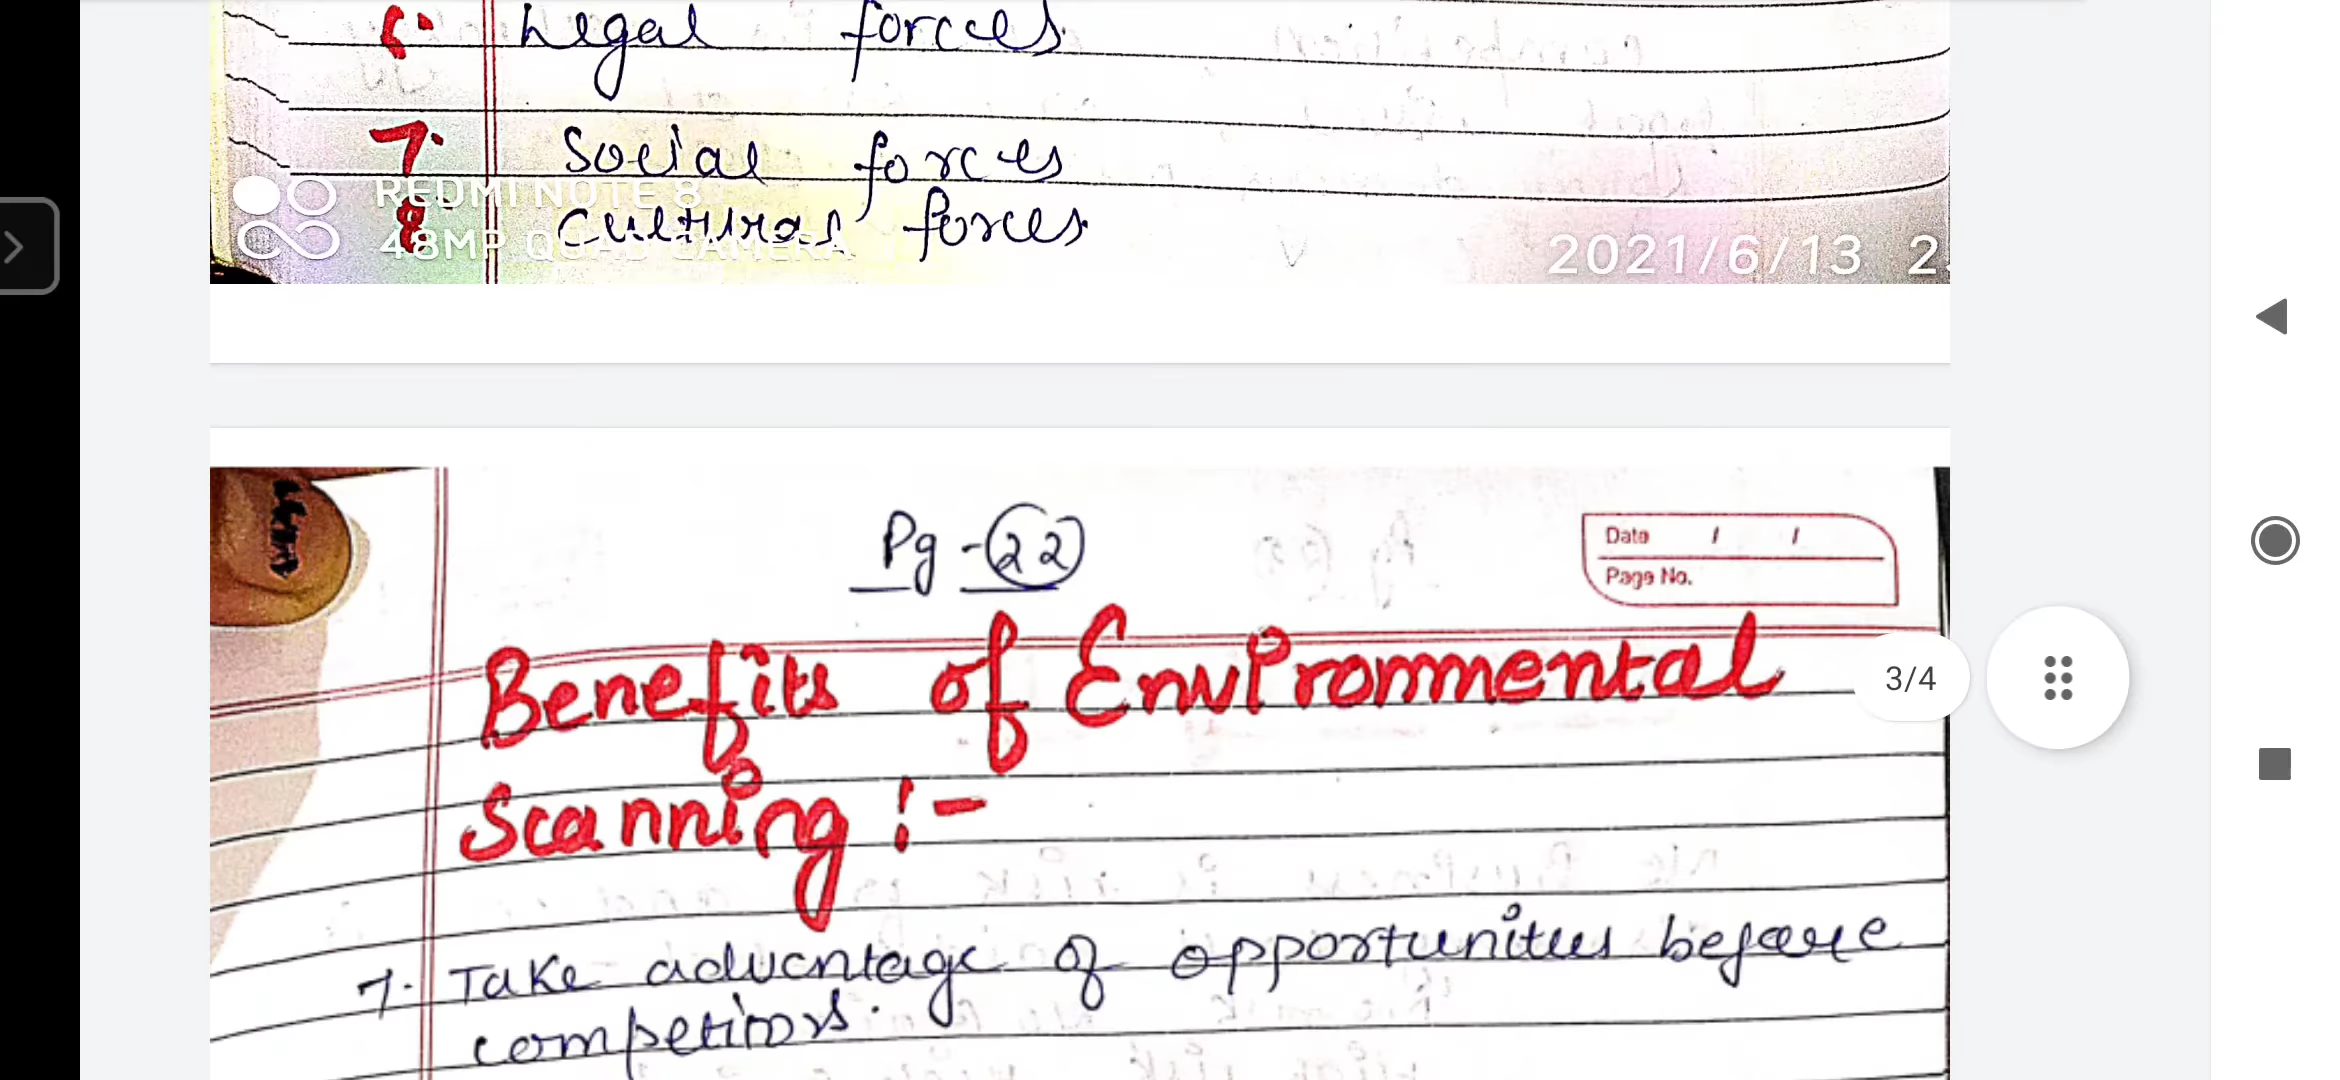 6. Legal forces.
7. Social forces
8. Cultural forces.
REDMI NOTE 8
48MP QUAD CAMERA
2021/6/13 2
Pg - 22
Date / /
Page No.
Benefits of Environmental
3/4
Scanning :-
1. Take advantage of opportunities before
competitors.